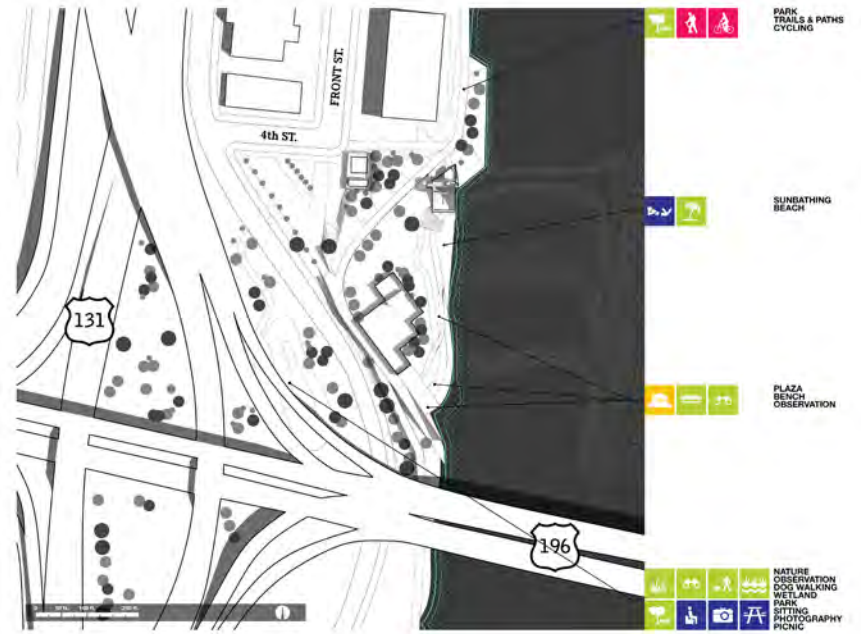 PARK
TRAILS & PATHS
CYCLING
FRONT ST.
4th ST.
SUNBATHING
BEACH
131
PLAZA
BENCH
OBSERVATION
196
NATURE
OBSERVATION
DOG WALKING
WETLAND
PARK
SITTING
PHOTOGRAPHY
PICNIC